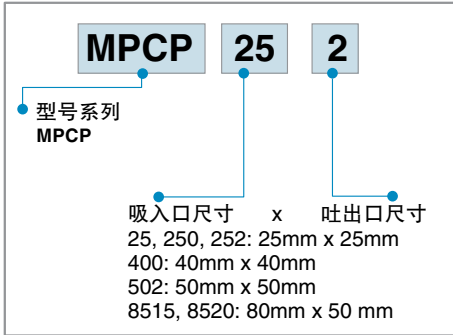 MPCP 25 2
型号系列
MPCP
吸入口尺寸 x 吐出口尺寸
25, 250, 252: 25mm x 25mm
400: 40mm x 40mm
502: 50mm x 50mm
8515, 8520: 80mm x 50 mm